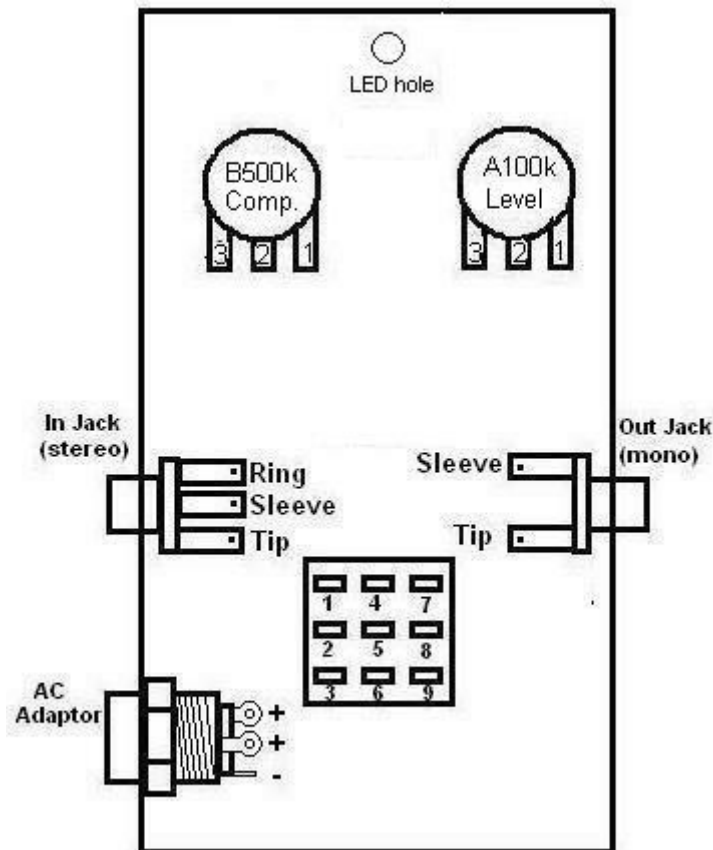 LED hole
B500k
Comp.
A100k
Level
3 2 1
3 2 1
In Jack
(stereo)
Ring
Sleeve
Tip
Sleeve
Tip
Out Jack
(mono)
1 4 7
2 5 8
3 6 9
AC
Adaptor
+
+
-